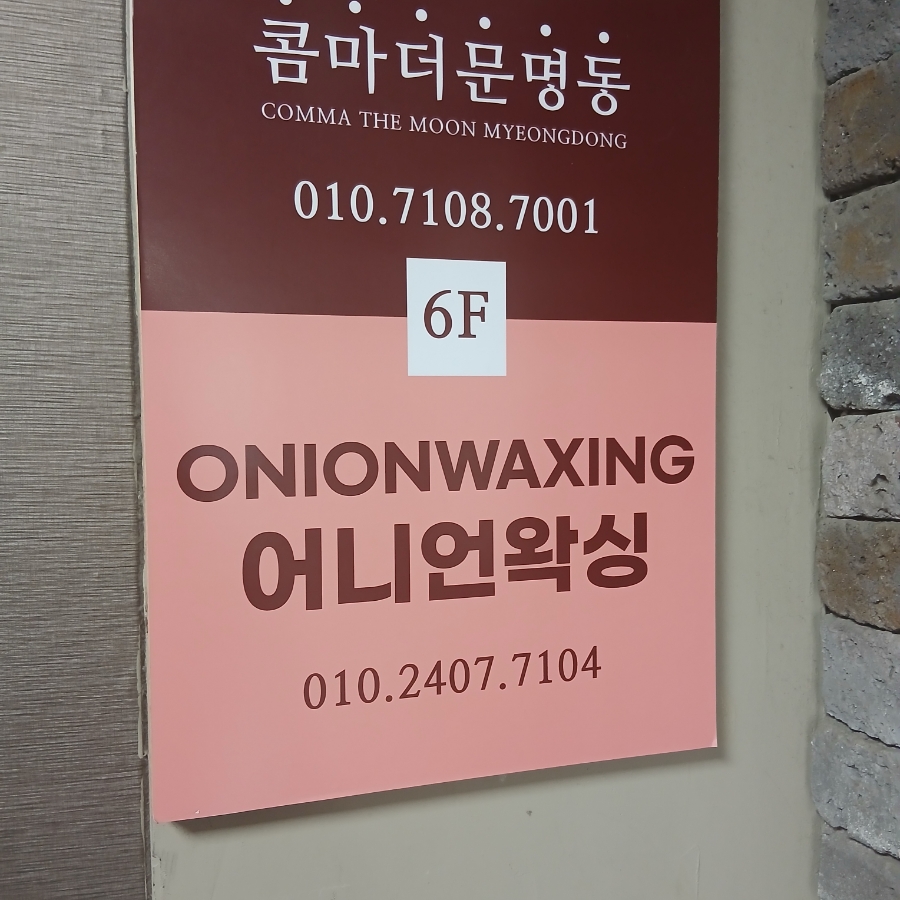 콤마더문명동
COMMA THE MOON MYEONGDONG
010.7108.7001
6F
ONIONWAXING
어니언왁싱
010.2407.7104